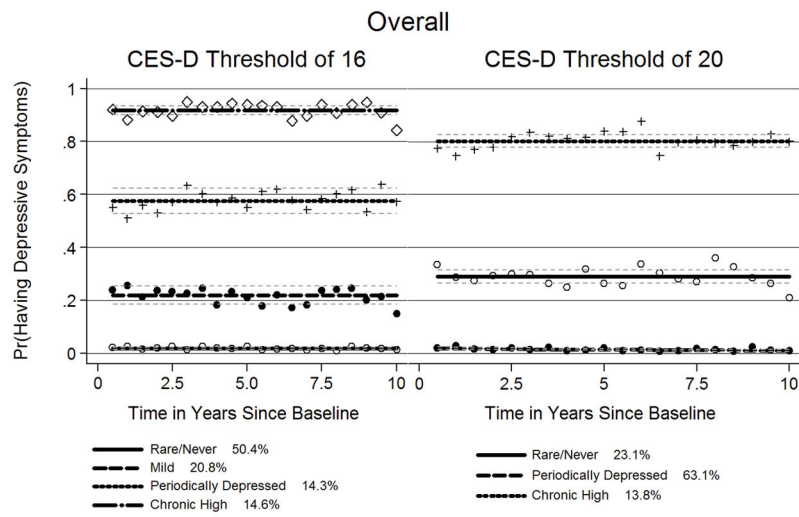 Overall
CES-D Threshold of 16
CES-D Threshold of 20
Pr(Having Depressive Symptoms)
1
.8
.6
.4
.2
0
0 2.5 5 7.5 10
0 2.5 5 7.5 10
Time in Years Since Baseline
Time in Years Since Baseline
Rare/Never 50.4%
Mild 20.8%
Periodically Depressed 14.3%
Chronic High 14.6%
Rare/Never 23.1%
Periodically Depressed 63.1%
Chronic High 13.8%